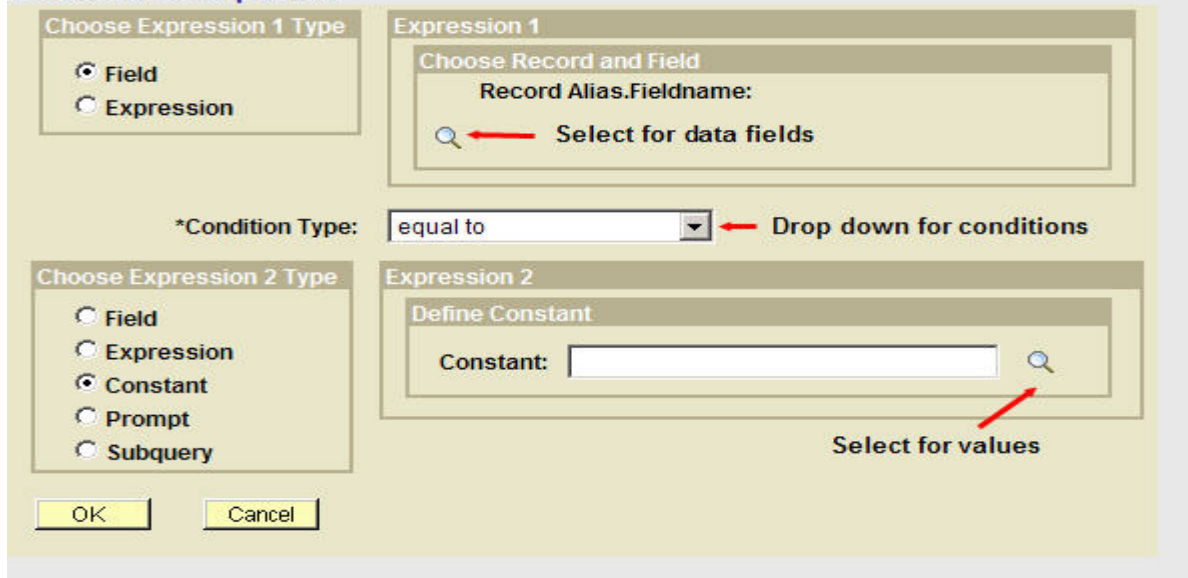 Choose Expression 1 Type
Field
Expression
Expression 1
Choose Record and Field
Record Alias.Fieldname:
Select for data fields
*Condition Type:
equal to
Drop down for conditions
Choose Expression 2 Type
Field
Expression
Constant
Prompt
Subquery
Expression 2
Define Constant
Constant:
Select for values
OK
Cancel